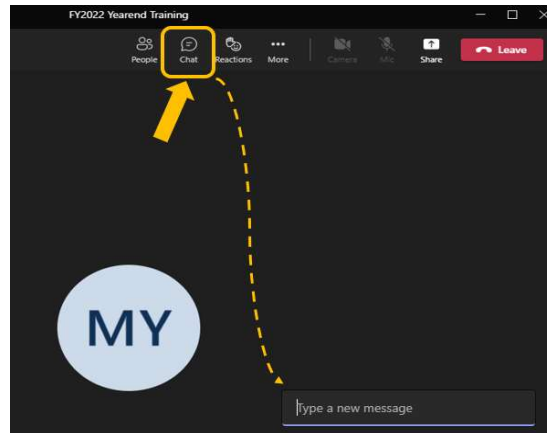 FY2022 Yearend Training
People Chat Reactions More Camera Mic Share Leave
MY
Type a new message